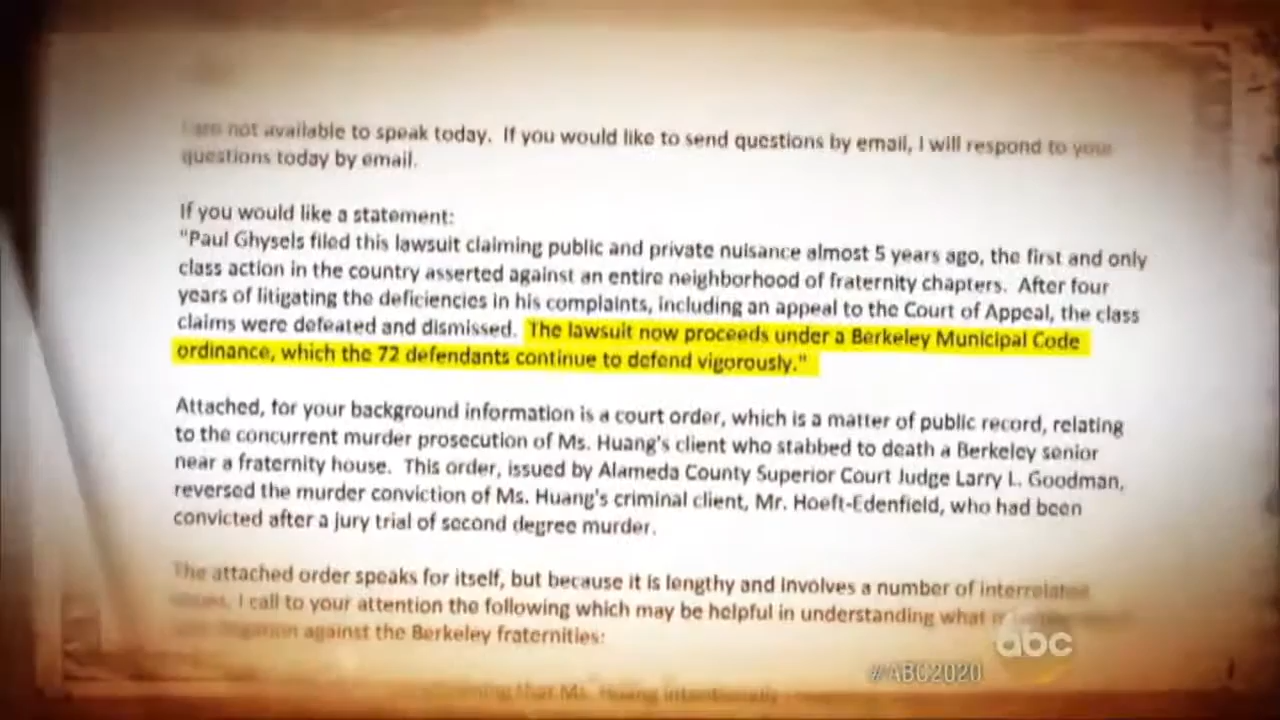 are not available to speak today. If you would like to send questions by email, I will respond to your
questions today by email.
If you would like a statement:
"Paul Ghysels filed this lawsuit claiming public and private nuisance almost 5 years ago, the first and only
class action in the country asserted against an entire neighborhood of fraternity chapters. After four
years of litigating the deficiencies in his complaints, including an appeal to the Court of Appeal, the class
claims were defeated and dismissed. The lawsuit now proceeds under a Berkeley Municipal Code
ordinance, which the 72 defendants continue to defend vigorously."
Attached, for your background information is a court order, which is a matter of public record, relating
to the concurrent murder prosecution of Ms. Huang's client who stabbed to death a Berkeley senior
near a fraternity house. This order, issued by Alameda County Superior Court Judge Larry L. Goodman,
reversed the murder conviction of Ms. Huang's criminal client, Mr. Hoeft-Edenfield, who had been
convicted after a jury trial of second degree murder.
The attached order speaks for itself, but because it is lengthy and involves a number of interrelated
I call to your attention the following which may be helpful in understanding what
against the Berkeley fraternities:
that Ms. Huang intentionally
abc
#ABC2020